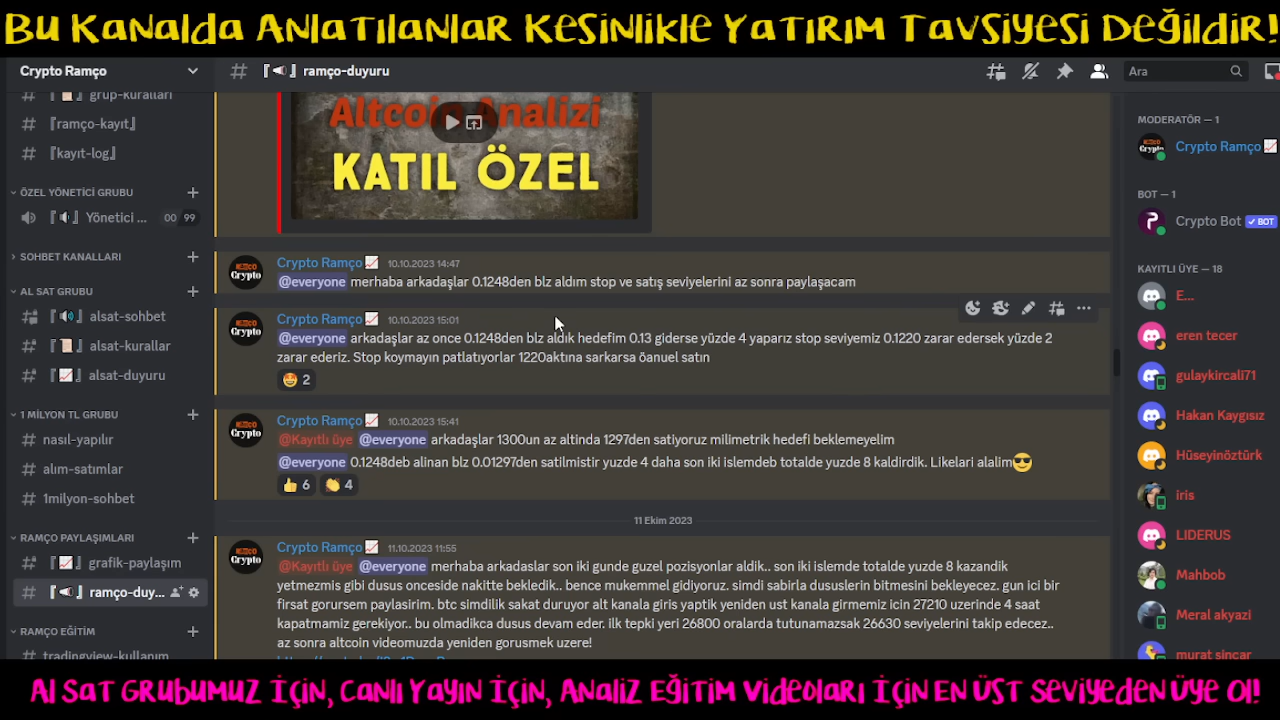 Bu Kanalda Anlatılanlar Kesinlikle Yatırım Tavsiyesi Değildir!
Crypto Ramço
grup-kuralları
『ramço-kayıt』
『kayıt-log』
ÖZEL YÖNETİCİ GRUBU
Yönetici ... 00 99
SOHBET KANALLARI
AL SAT GRUBU
alsat-sohbet
alsat-kurallar
alsat-duyuru
1 MİLYON TL GRUBU
nasıl-yapılır
alım-satımlar
1milyon-sohbet
RAMÇO PAYLAŞIMLARI
grafik-paylaşım
ramço-duy...
RAMÇO EĞİTİM
tradingview-kullanım
『📢』ramço-duyuru
Ara
Altcoin Analizi
KATIL ÖZEL
Crypto Ramço📈 10.10.2023 14:47
@everyone merhaba arkadaşlar 0.1248den blz aldım stop ve satış seviyelerini az sonra paylaşacam
Crypto Ramço📈 10.10.2023 15:01
@everyone arkadaşlar az once 0.1248den blz aldık hedefim 0.13 giderse yüzde 4 yaparız stop seviyemiz 0.1220 zarar edersek yüzde 2
zarar ederiz. Stop koymayın patlatıyorlar 1220aktına sarkarsa öanuel satın
🤩 2
Crypto Ramço📈 10.10.2023 15:41
@Kayıtlı üye @everyone arkadaşlar 1300un az altinda 1297den satiyoruz milimetrik hedefi beklemeyelim
@everyone 0.1248deb alinan blz 0.01297den satilmistir yuzde 4 daha son iki islemdeb totalde yuzde 8 kaldirdik. Likelari alalim😎
👍 6 👏 4
11 Ekim 2023
Crypto Ramço📈 11.10.2023 11:55
@Kayıtlı üye @everyone merhaba arkadaslar son iki gunde guzel pozisyonlar aldik.. son iki islemde totalde yuzde 8 kazandik
yetmezmis gibi dusus onceside nakitte bekledik.. bence mukemmel gidiyoruz. simdi sabirla dususlerin bitmesini bekleyecez. gun ici bir
firsat gorursem paylasirim. btc simdilik sakat duruyor alt kanala giris yaptik yeniden ust kanala girmemiz icin 27210 uzerinde 4 saat
kapatmamiz gerekiyor.. bu olmadikca dusus devam eder. ilk tepki yeri 26800 oralarda tutunamazsak 26630 seviyelerini takip edecez..
az sonra altcoin videomuzda yeniden gorusmek uzere!
MODERATÖR — 1
Crypto Ramço📈
BOT — 1
Crypto Bot ✓ BOT
KAYITLI ÜYE — 18
E...
eren tecer
gulaykircali71
Hakan Kaygısız
Hüseyinöztürk
iris
LIDERUS
Mahbob
Meral akyazi
murat sincar
Al Sat Grubumuz İçin, Canlı Yayın İçin, Analiz Eğitim Videoları İçin En Üst Seviyeden Üye Ol!